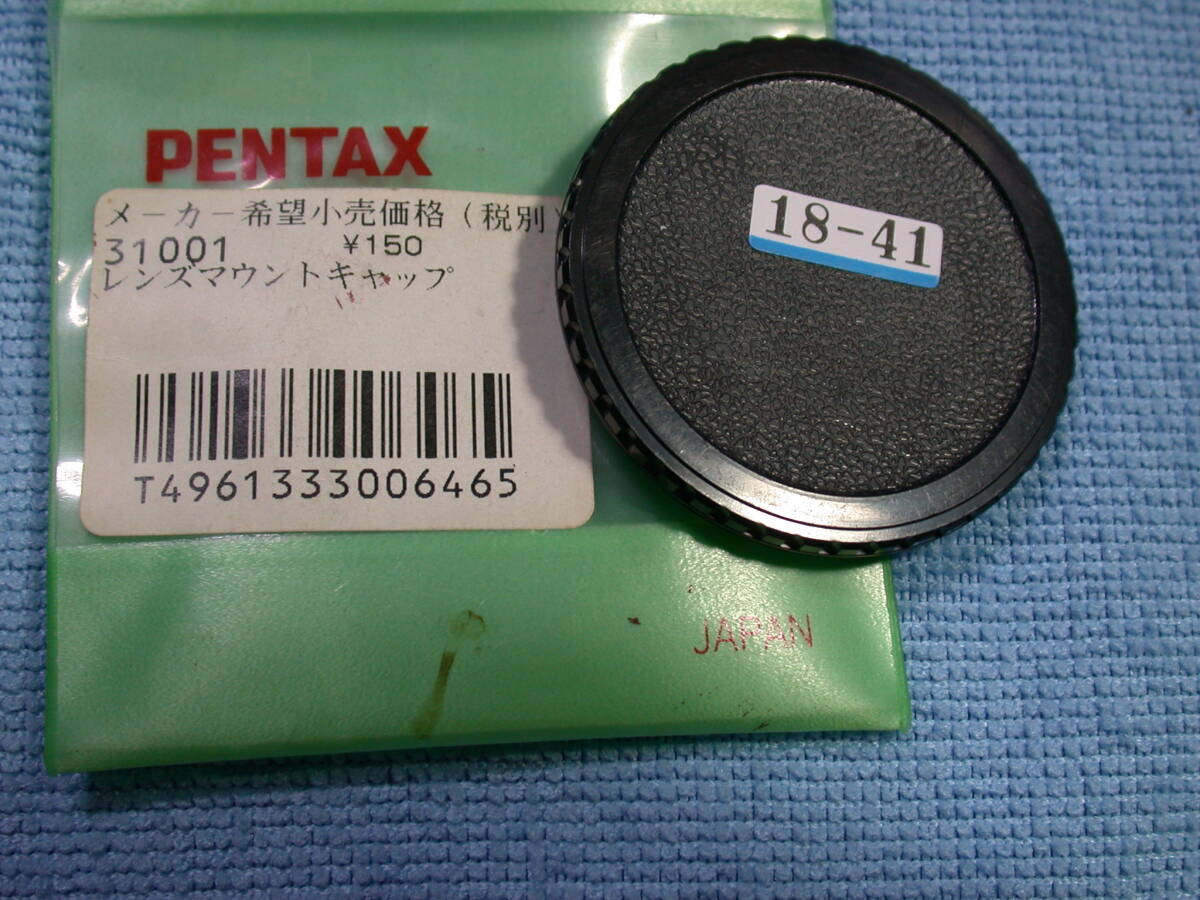 PENTAX
メーカー希望小売価格(税別)
31001 ¥150
レンズマウントキャップ
T4961333006465
18-41
JAPAN